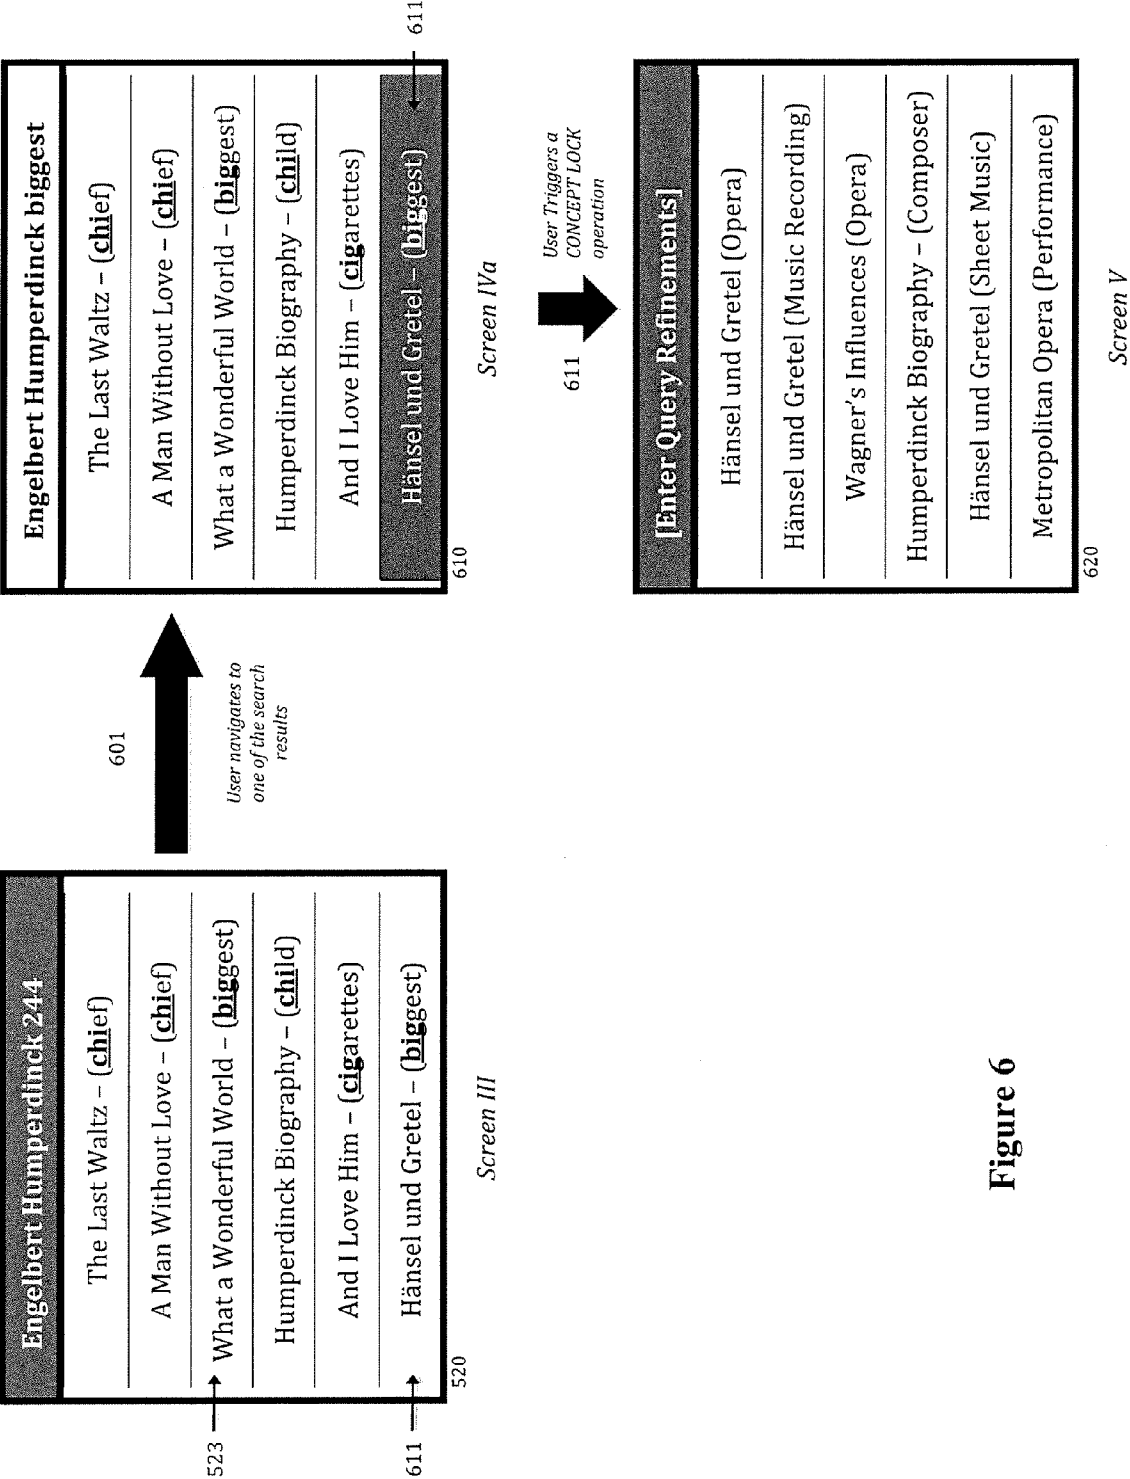 Engelbert Humperdinck 244
The Last Waltz – (chief)
A Man Without Love – (chief)
523
What a Wonderful World – (biggest)
Humperdinck Biography – (child)
And I Love Him – (cigarettes)
611
Hänsel und Gretel – (biggest)
520
Screen III
601
User navigates to
one of the search
results
Engelbert Humperdinck biggest
The Last Waltz – (chief)
A Man Without Love – (chief)
What a Wonderful World – (biggest)
Humperdinck Biography – (child)
And I Love Him – (cigarettes)
Hänsel und Gretel – (biggest)
611
610
Screen IVa
611
User Triggers a
CONCEPT LOCK
operation
[Enter Query Refinements]
Hänsel und Gretel (Opera)
Hänsel und Gretel (Music Recording)
Wagner's Influences (Opera)
Humperdinck Biography – (Composer)
Hänsel und Gretel (Sheet Music)
Metropolitan Opera (Performance)
620
Screen V
Figure 6